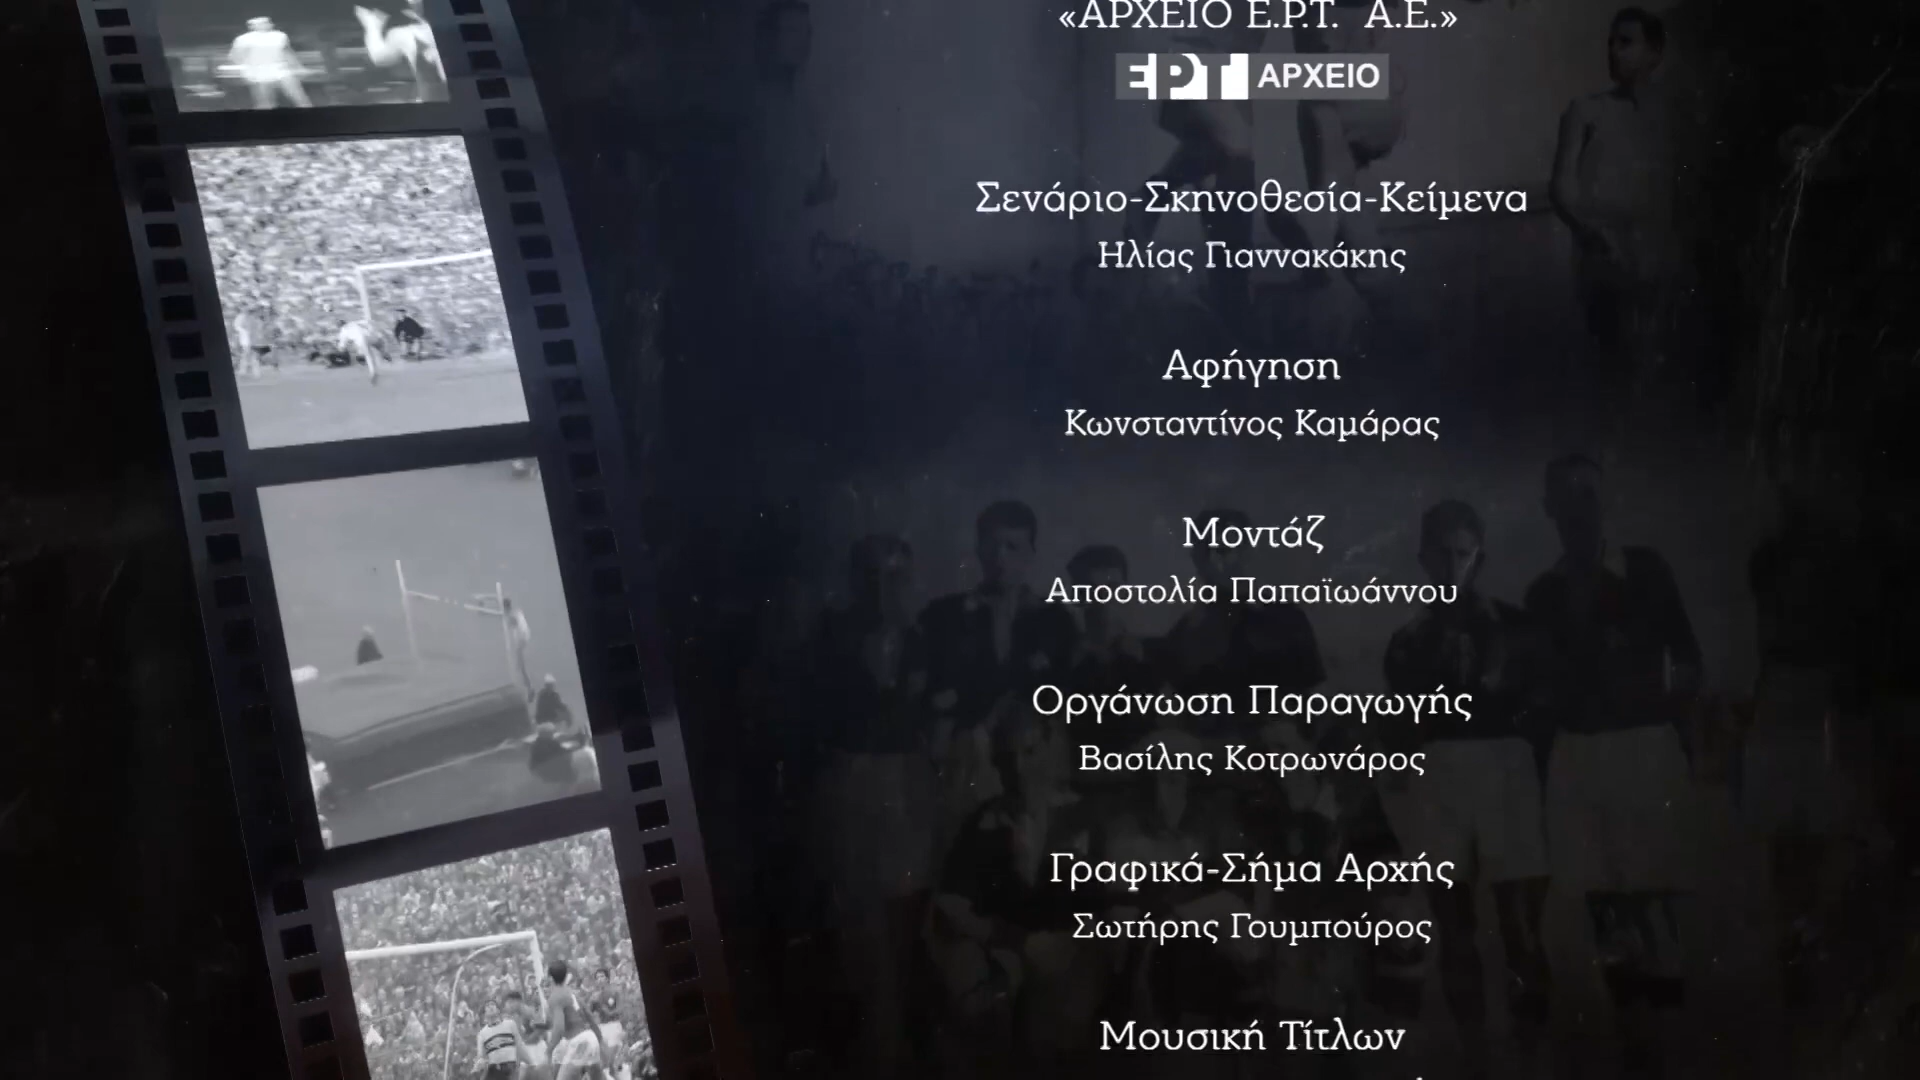 «ΑΡΧΕΙΟ Ε.Ρ.Τ. Α.Ε.»
ΕΡΤ ΑΡΧΕΙΟ
Σενάριο-Σκηνοθεσία-Κείμενα
Ηλίας Γιαννακάκης
Αφήγηση
Κωνσταντίνος Καμάρας
Μοντάζ
Αποστολία Παπαϊωάννου
Οργάνωση Παραγωγής
Βασίλης Κοτρωνάρος
Γραφικά-Σήμα Αρχής
Σωτήρης Γουμπούρος
Μουσική Τίτλων